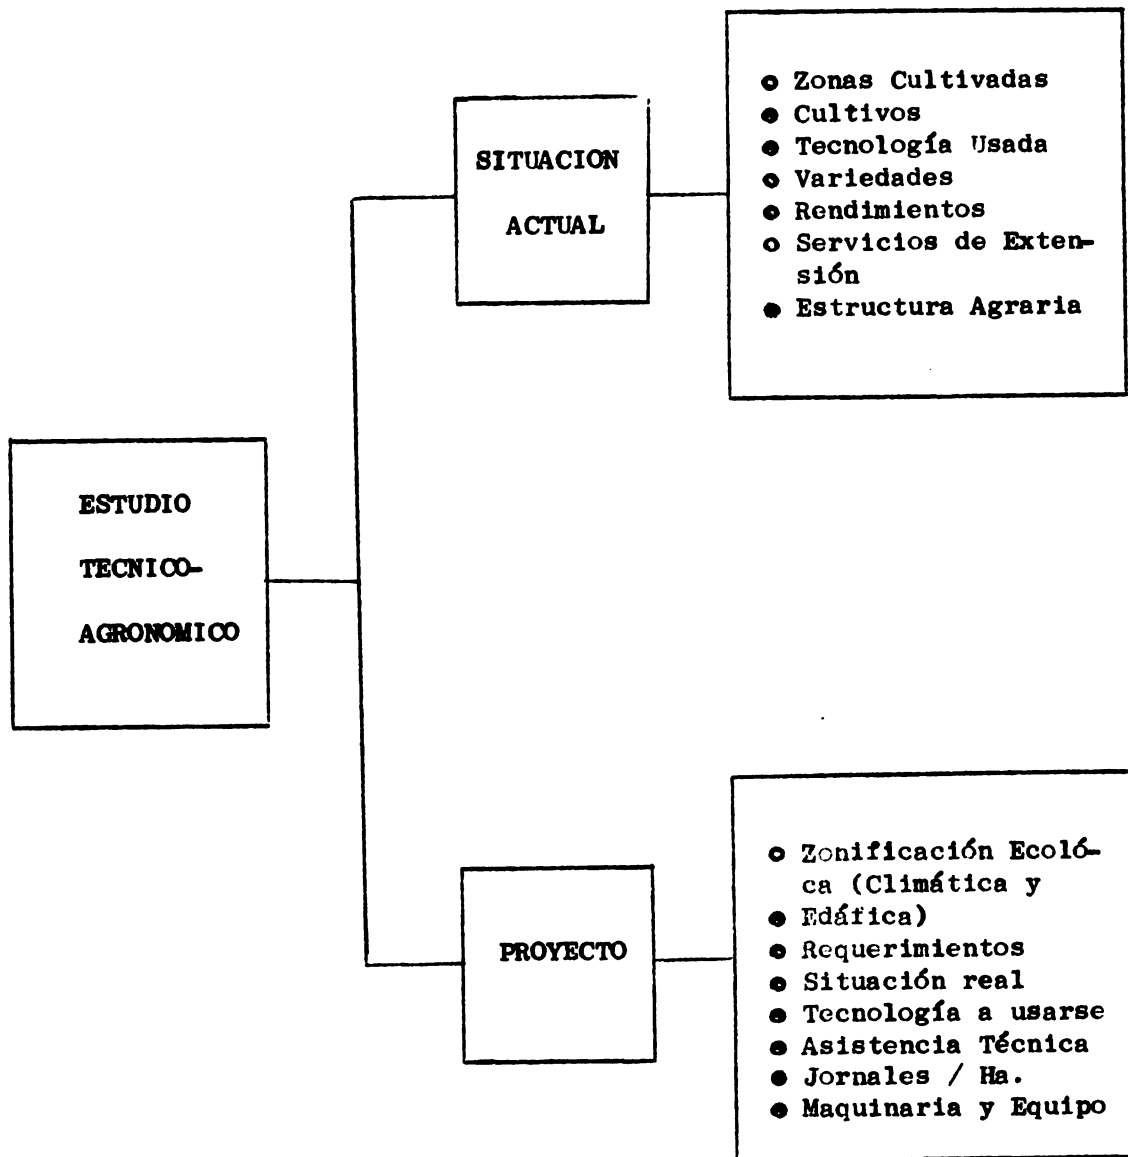 ESTUDIO
TECNICO-
AGRONOMICO
SITUACION
ACTUAL
● Zonas Cultivadas
● Cultivos
● Tecnología Usada
● Variedades
● Rendimientos
● Servicios de Exten-
sión
● Estructura Agraria
PROYECTO
● Zonificación Ecoló-
ca (Climática y
● Edáfica)
● Requerimientos
● Situación real
● Tecnología a usarse
● Asistencia Técnica
● Jornales / Ha.
● Maquinaria y Equipo